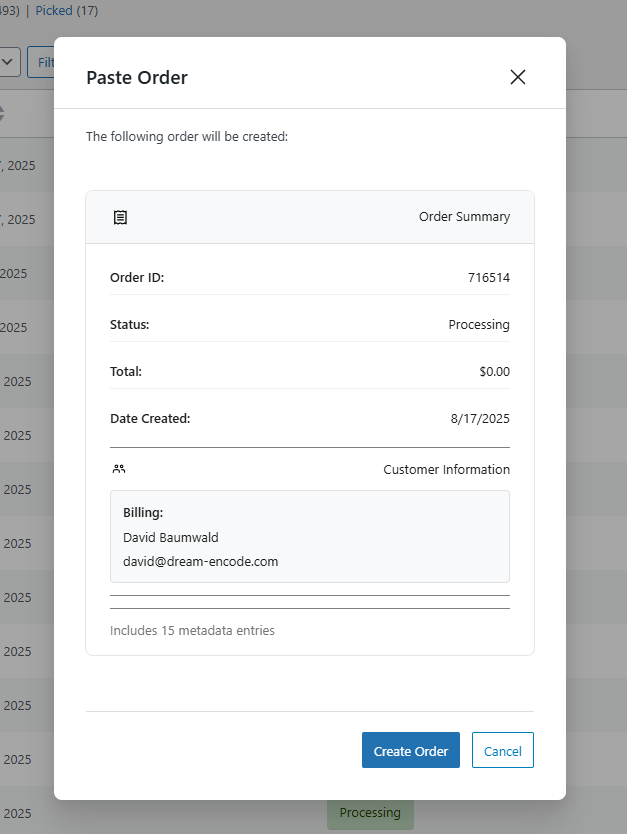 493) | Picked (17)
Filt
Paste Order
The following order will be created:
, 2025
Order Summary
, 2025
Order ID: 716514
2025
Status: Processing
2025
Total: $0.00
2025
Date Created: 8/17/2025
2025
Customer Information
2025
Billing:
David Baumwald
2025
david@dream-encode.com
2025
Includes 15 metadata entries
2025
2025
Create Order Cancel
2025
2025 Processing